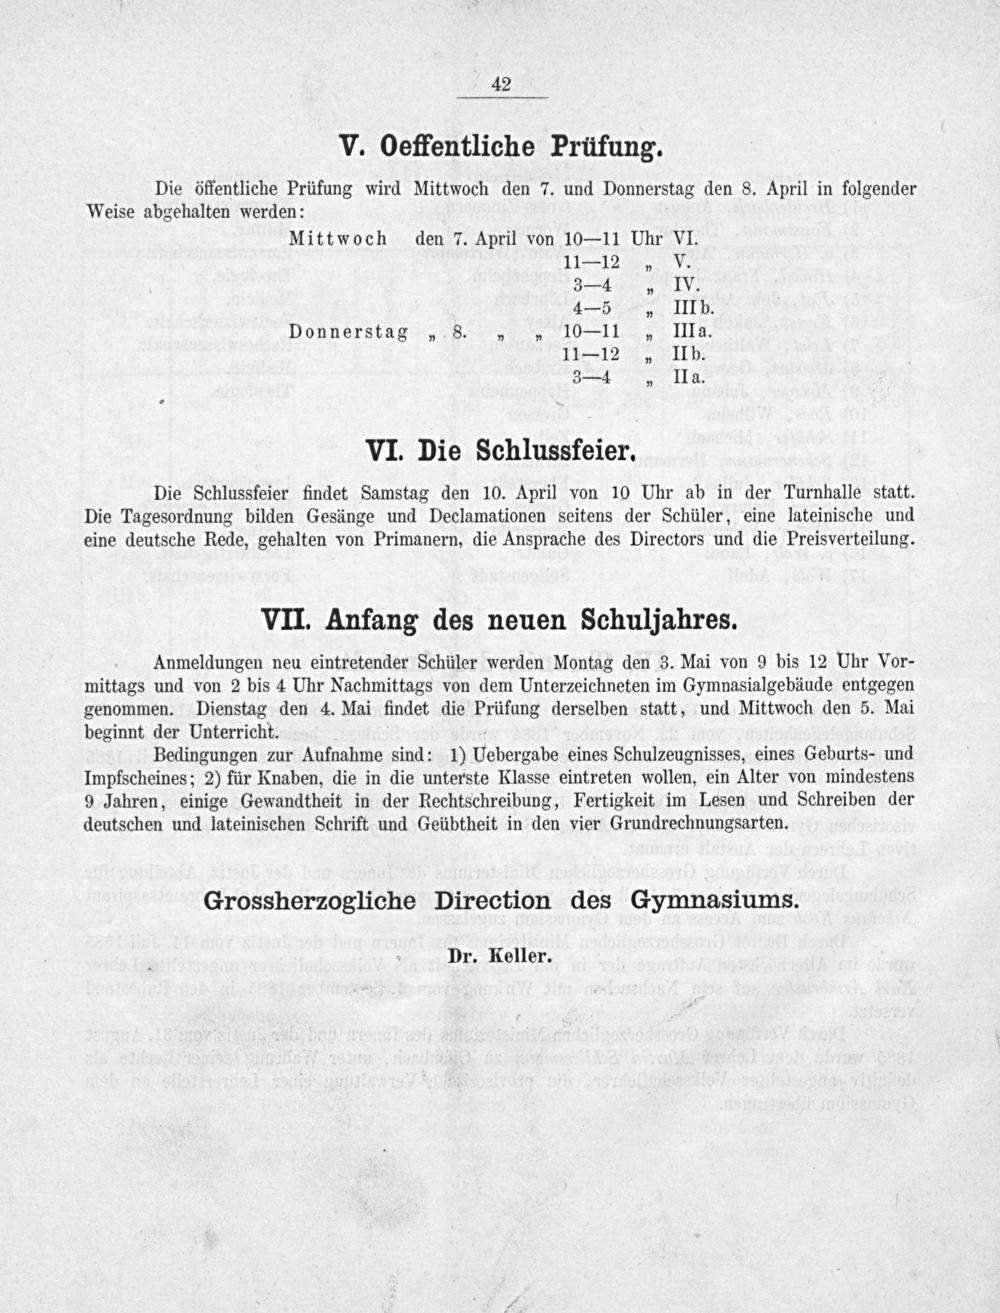 42
V. Oeffentliche Prüfung.
Die öffentliche Prüfung wird Mittwoch den 7. und Donnerstag den 8. April in folgender
Weise abgehalten werden:
Mittwoch den 7. April von 10—11 Uhr VI.
11—12 „ V.
3—4 „ IV.
4—5 „ III b.
Donnerstag „ 8. „ „ 10—11 „ III a.
11—12 „ II b.
3—4 „ II a.
VI. Die Schlussfeier.
Die Schlussfeier findet Samstag den 10. April von 10 Uhr ab in der Turnhalle statt.
Die Tagesordnung bilden Gesänge und Declamationen seitens der Schüler, eine lateinische und
eine deutsche Rede, gehalten von Primanern, die Ansprache des Directors und die Preisverteilung.
VII. Anfang des neuen Schuljahres.
Anmeldungen neu eintretender Schüler werden Montag den 3. Mai von 9 bis 12 Uhr Vor-
mittags und von 2 bis 4 Uhr Nachmittags von dem Unterzeichneten im Gymnasialgebäude entgegen
genommen. Dienstag den 4. Mai findet die Prüfung derselben statt, und Mittwoch den 5. Mai
beginnt der Unterricht.
Bedingungen zur Aufnahme sind: 1) Uebergabe eines Schulzeugnisses, eines Geburts- und
Impfscheines; 2) für Knaben, die in die unterste Klasse eintreten wollen, ein Alter von mindestens
9 Jahren, einige Gewandtheit in der Rechtschreibung, Fertigkeit im Lesen und Schreiben der
deutschen und lateinischen Schrift und Geübtheit in den vier Grundrechnungsarten.
Grossherzogliche Direction des Gymnasiums.
Dr. Keller.